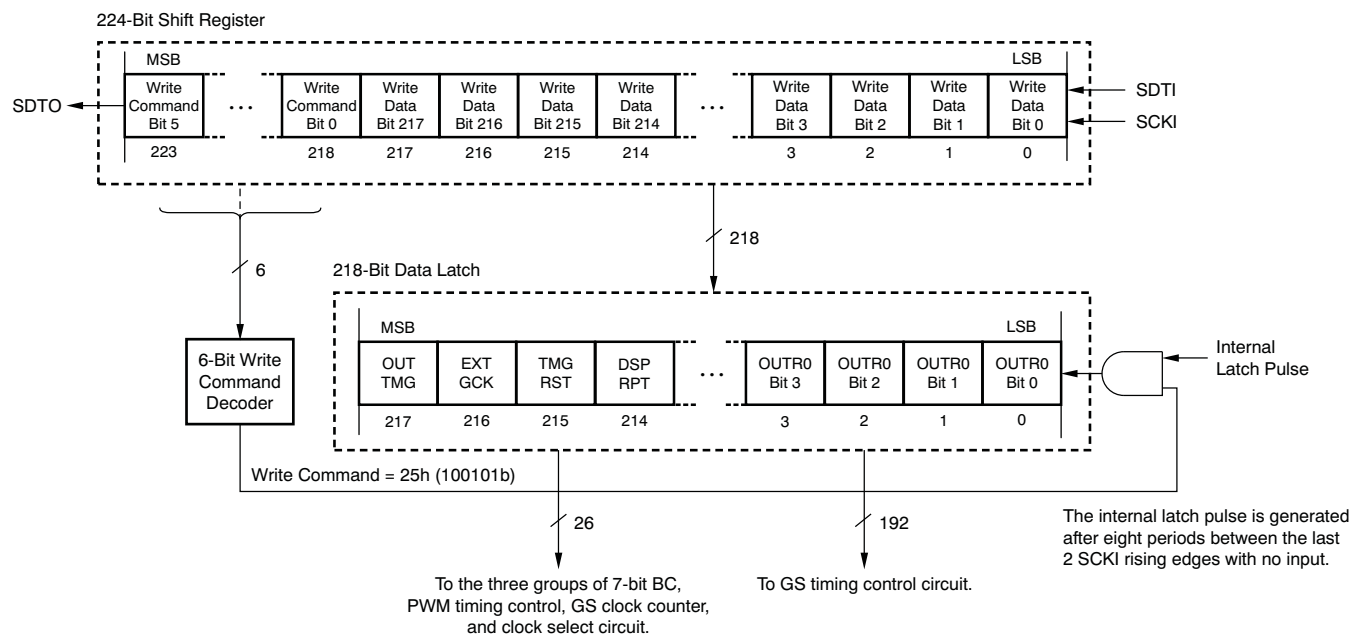 224-Bit Shift Register
MSB
LSB
SDTO
Write
Command
Bit 5
...
Write
Command
Bit 0
Write
Data
Bit 217
Write
Data
Bit 216
Write
Data
Bit 215
Write
Data
Bit 214
...
Write
Data
Bit 3
Write
Data
Bit 2
Write
Data
Bit 1
Write
Data
Bit 0
SDTI
SCKI
223 218 217 216 215 214 3 2 1 0
6
218
218-Bit Data Latch
MSB
LSB
6-Bit Write
Command
Decoder
OUT
TMG
EXT
GCK
TMG
RST
DSP
RPT
...
OUTR0
Bit 3
OUTR0
Bit 2
OUTR0
Bit 1
OUTR0
Bit 0
Internal
Latch Pulse
217 216 215 214 3 2 1 0
Write Command = 25h (100101b)
26
192
The internal latch pulse is generated
after eight periods between the last
2 SCKI rising edges with no input.
To the three groups of 7-bit BC,
PWM timing control, GS clock counter,
and clock select circuit.
To GS timing control circuit.